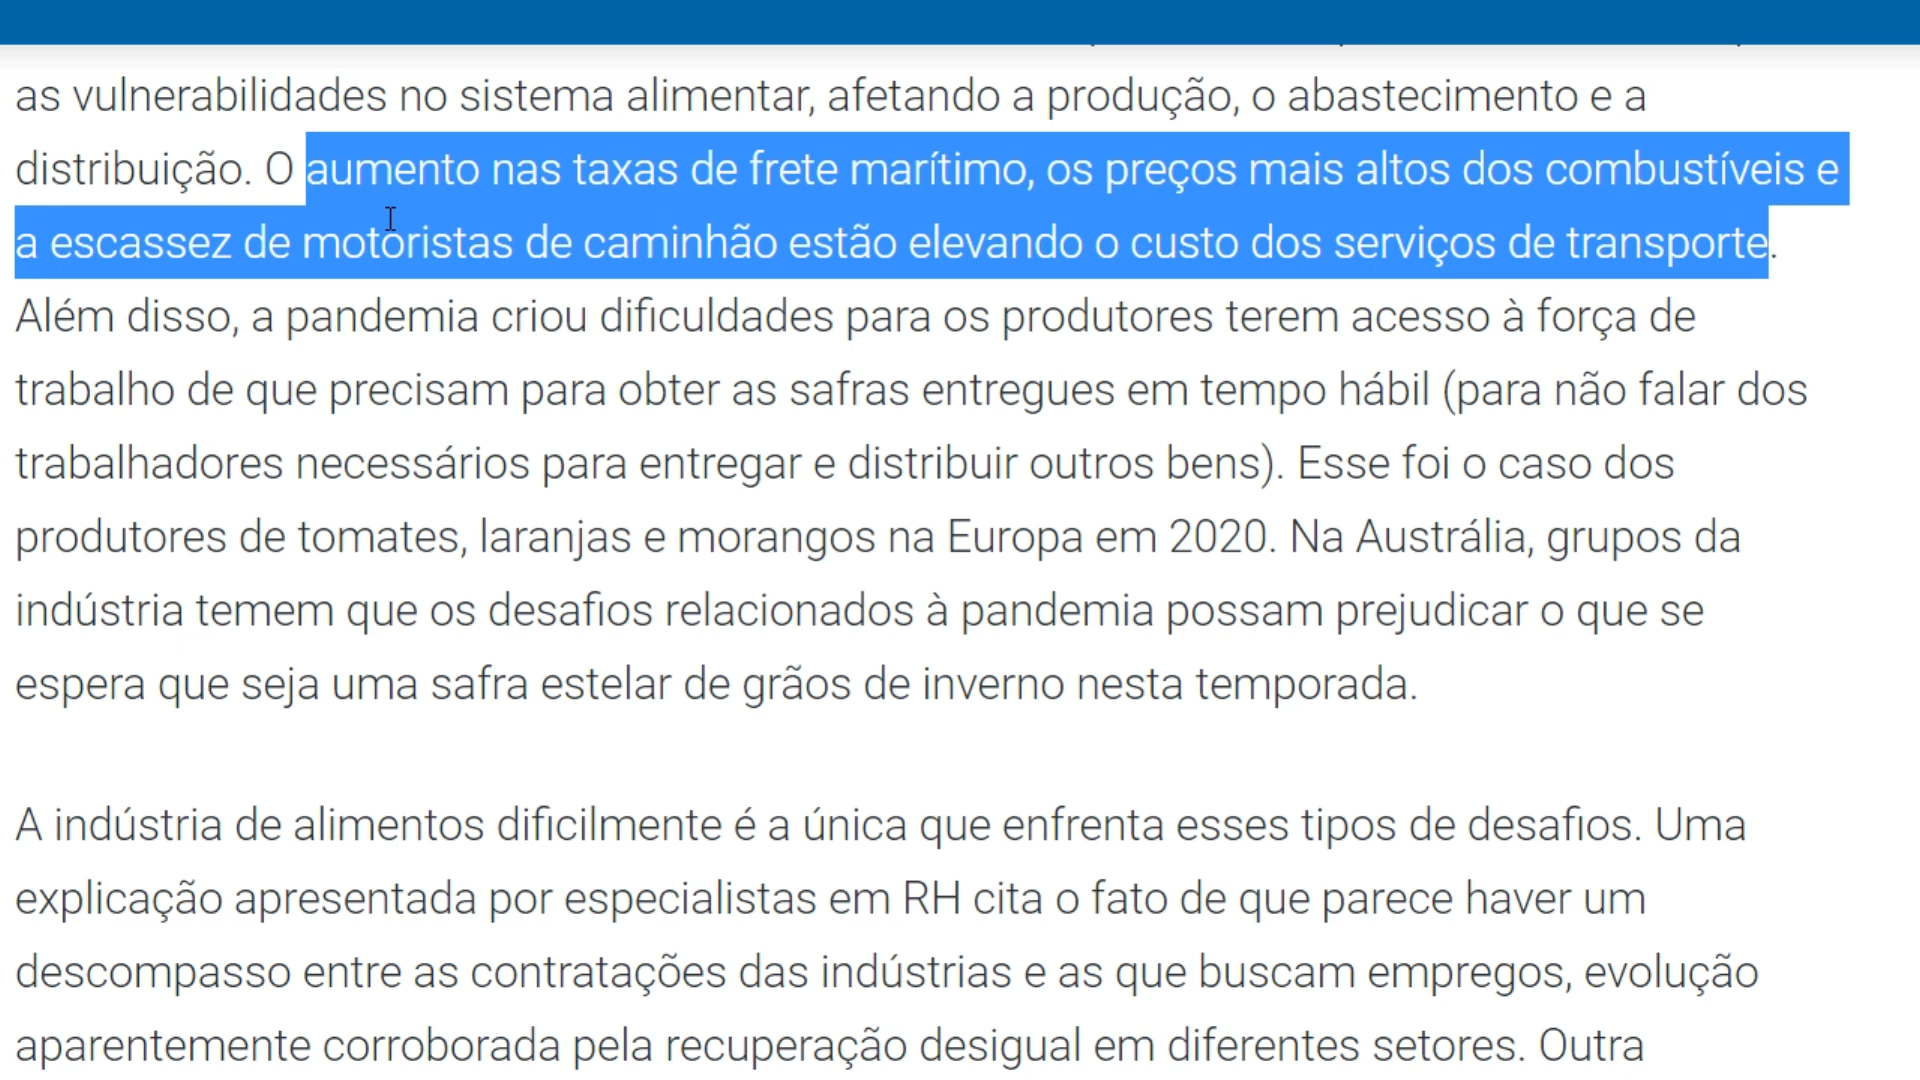 as vulnerabilidades no sistema alimentar, afetando a produção, o abastecimento e a
distribuição. O aumento nas taxas de frete marítimo, os preços mais altos dos combustíveis e
a escassez de motoristas de caminhão estão elevando o custo dos serviços de transporte.
Além disso, a pandemia criou dificuldades para os produtores terem acesso à força de
trabalho de que precisam para obter as safras entregues em tempo hábil (para não falar dos
trabalhadores necessários para entregar e distribuir outros bens). Esse foi o caso dos
produtores de tomates, laranjas e morangos na Europa em 2020. Na Austrália, grupos da
indústria temem que os desafios relacionados à pandemia possam prejudicar o que se
espera que seja uma safra estelar de grãos de inverno nesta temporada.
A indústria de alimentos dificilmente é a única que enfrenta esses tipos de desafios. Uma
explicação apresentada por especialistas em RH cita o fato de que parece haver um
descompasso entre as contratações das indústrias e as que buscam empregos, evolução
aparentemente corroborada pela recuperação desigual em diferentes setores. Outra